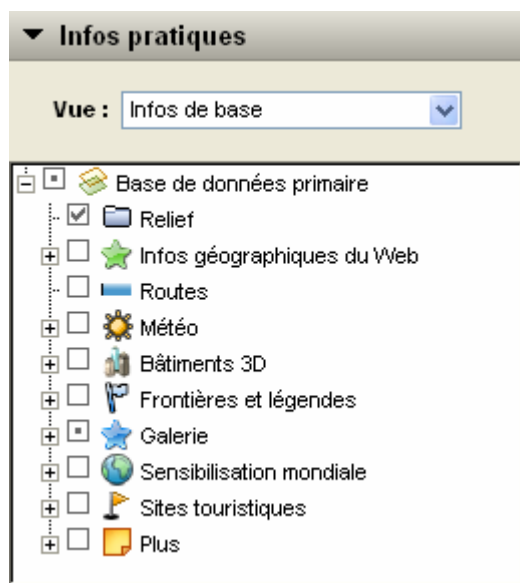 Infos pratiques
Vue : Infos de base
Base de données primaire
Relief
Infos géographiques du Web
Routes
Météo
Bâtiments 3D
Frontières et légendes
Galerie
Sensibilisation mondiale
Sites touristiques
Plus